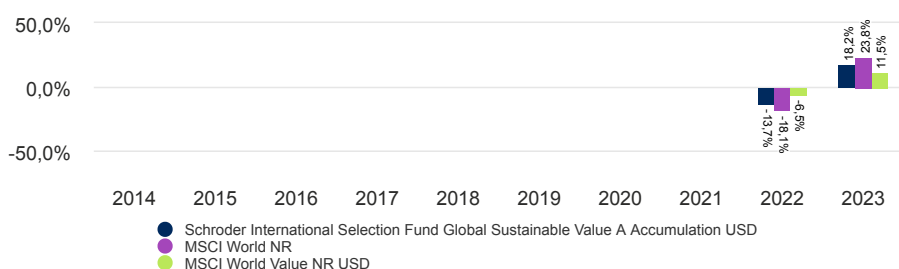 50,0%
18,2%
23,8%
11,5%
0,0%
-13,7%
-18,1%
-6,5%
-50,0%
2014 2015 2016 2017 2018 2019 2020 2021 2022 2023
Schroder International Selection Fund Global Sustainable Value A Accumulation USD
MSCI World NR
MSCI World Value NR USD